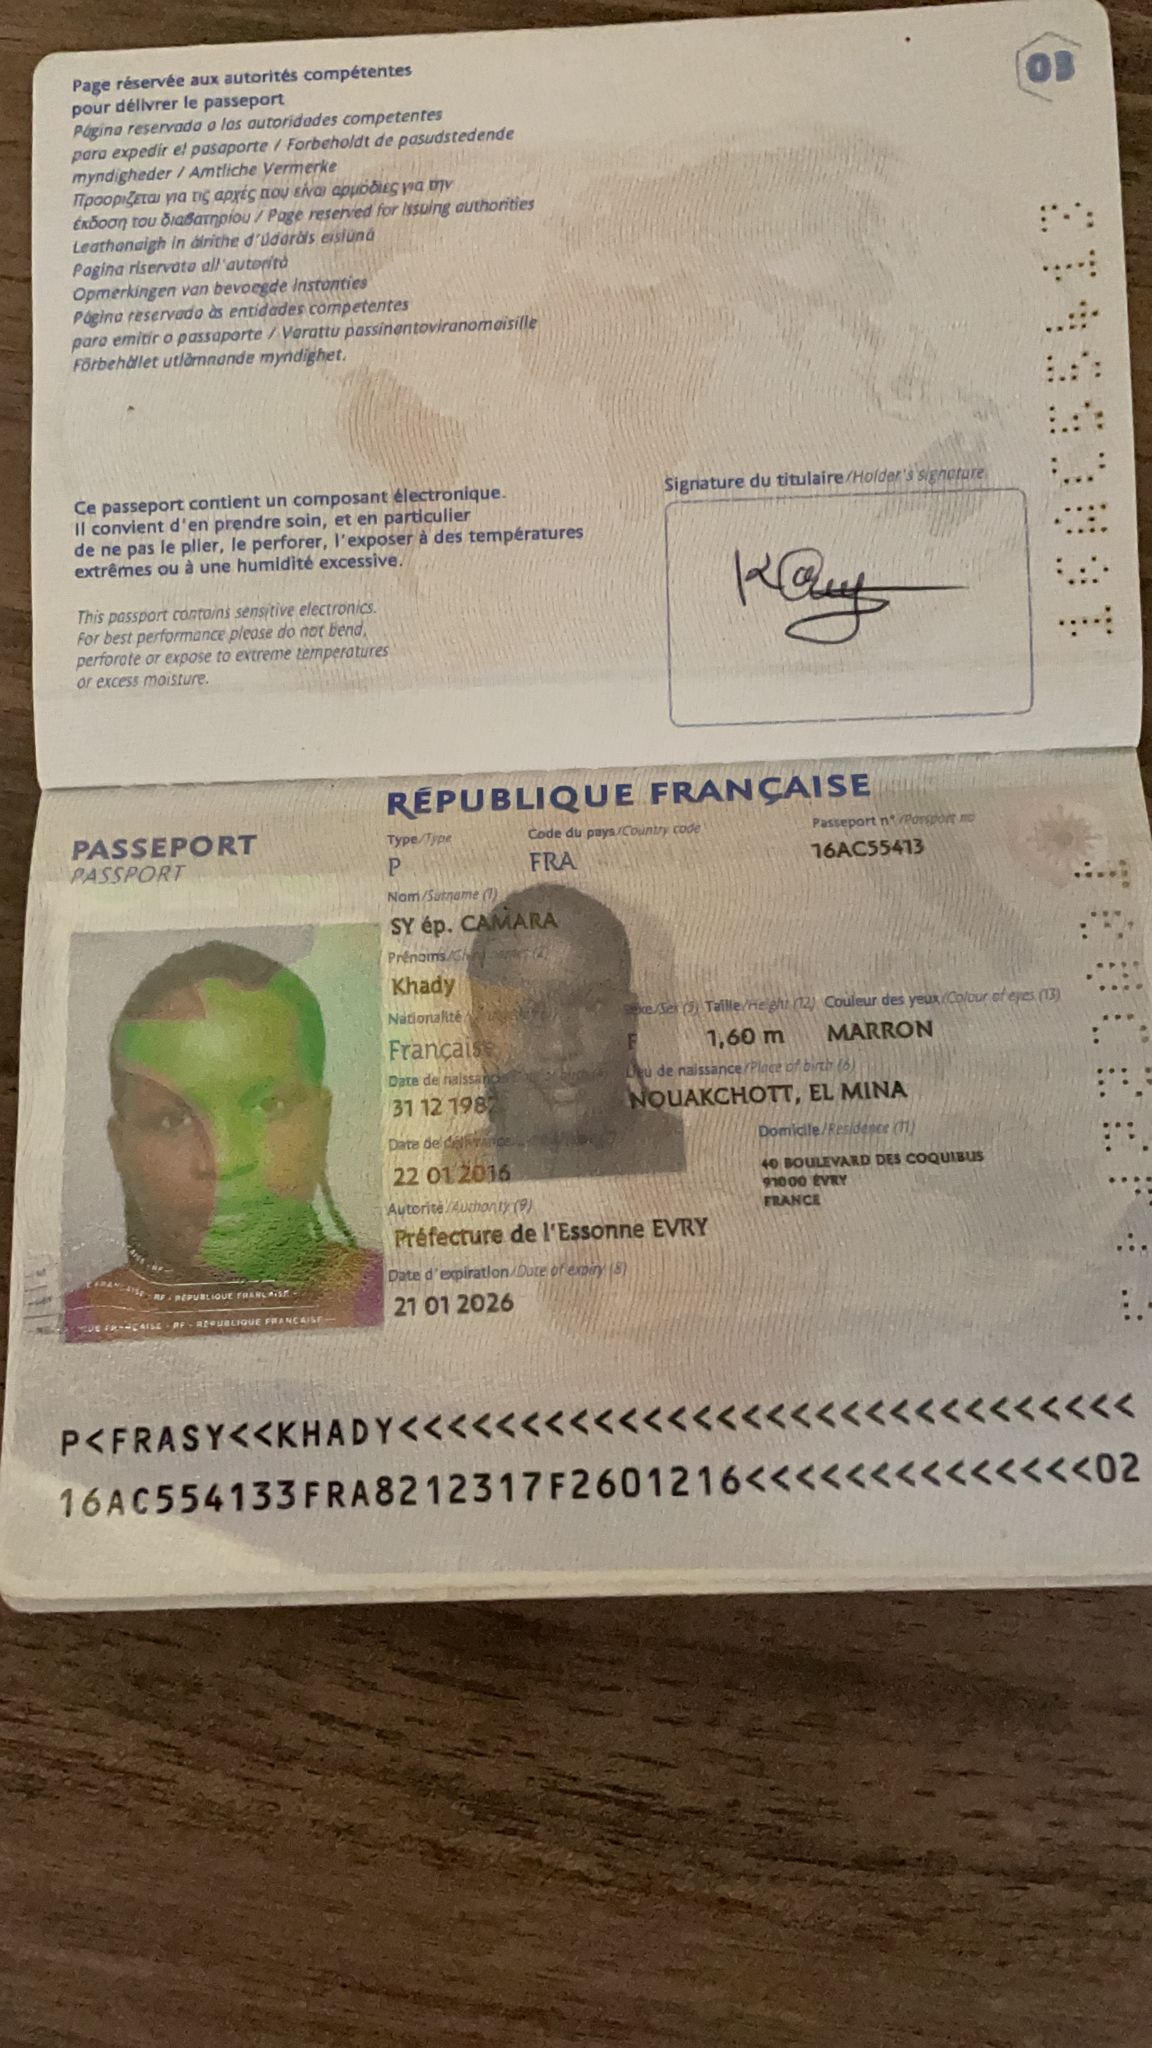 03
Page réservée aux autorités compétentes
pour délivrer le passeport
Página reservada a las autoridades competentes
para expedir el pasaporte / Forbeholdt de pasudstedende
myndigheder / Amtliche Vermerke
Προορίζεται για τις αρχές που είναι αρμόδιες για την
έκδοση του διαβατηρίου / Page reserved for issuing authorities
Leathanaigh in áirithe d'údaráis eisiúna
Pagina riservata all'autorità
Opmerkingen van bevoegde instanties
Página reservada às entidades competentes
para emitir o passaporte / Varattu passinantoviranomaisille
Förbehållet utlämnande myndighet.
Ce passeport contient un composant électronique.
Il convient d'en prendre soin, et en particulier
de ne pas le plier, le perforer, l'exposer à des températures
extrêmes ou à une humidité excessive.
This passport contains sensitive electronics.
For best performance please do not bend,
perforate or expose to extreme temperatures
or excess moisture.
Signature du titulaire/Holder's signature
16AC55413
RÉPUBLIQUE FRANÇAISE
PASSEPORT
PASSPORT
Type/Type Code du pays/Country code Passeport n°/Passport no
P FRA 16AC55413
Nom/Surname (1)
SY ép. CAMARA
Prénoms
Khady
Nationalité Sexe/Sex (5) Taille/Height (12) Couleur des yeux/Colour of eyes (13)
Française F 1,60 m MARRON
Date de naissance Lieu de naissance/Place of birth (6)
31 12 1982 NOUAKCHOTT, EL MINA
Date de délivrance Domicile/Residence (11)
22 01 2016 40 BOULEVARD DES COQUIBUS
91000 ÉVRY
FRANCE
Autorité/Authority (9)
Préfecture de l'Essonne EVRY
Date d'expiration/Date of expiry (8)
21 01 2026
RF - RÉPUBLIQUE FRANÇAISE
RF - RÉPUBLIQUE FRANÇAISE
P<FRASY<<KHADY<<<<<<<<<<<<<<<<<<<<<<<<<<<<<<
16AC554133FRA8212317F2601216<<<<<<<<<<<<<<02